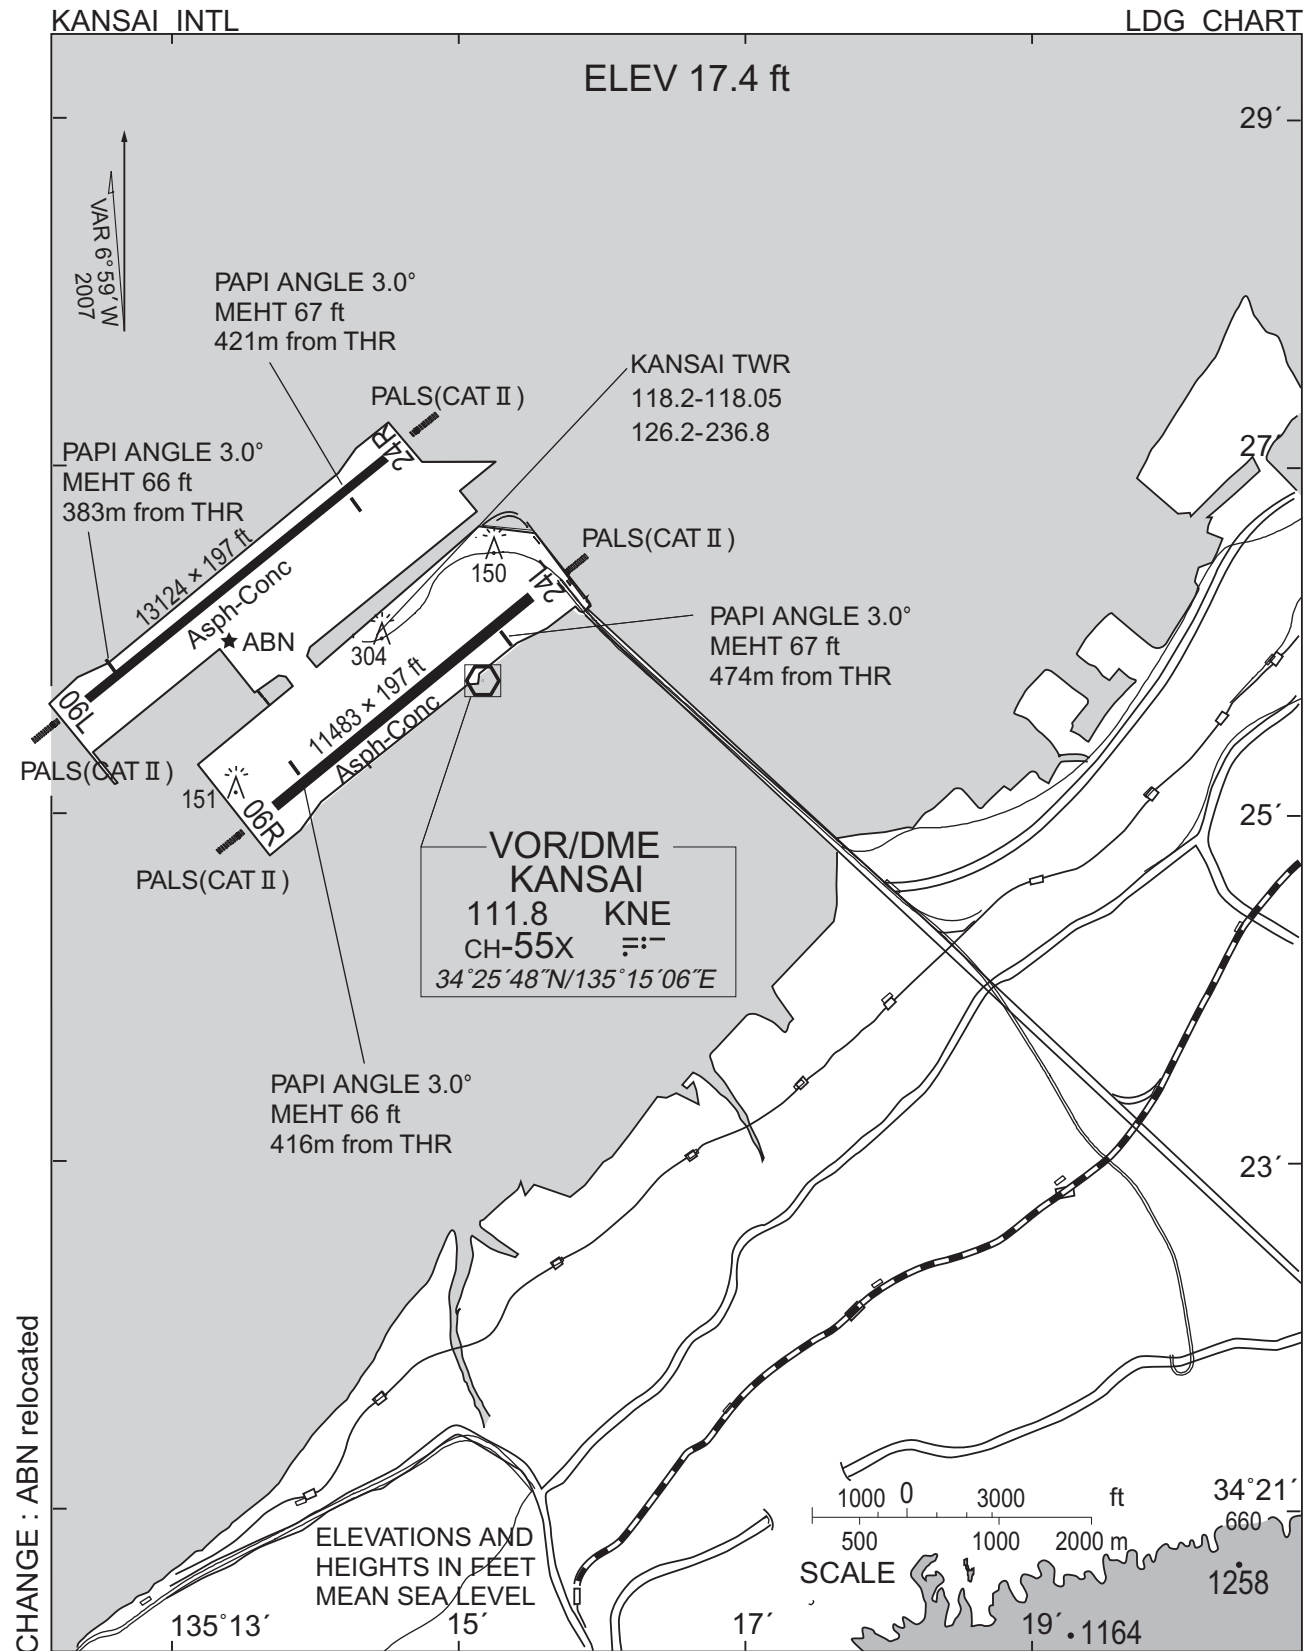 KANSAI INTL
LDG CHART
ELEV 17.4 ft
29´
VAR 6°59´W
2007
PAPI ANGLE 3.0°
MEHT 67 ft
421m from THR
KANSAI TWR
118.2-118.05
126.2-236.8
PALS(CAT Ⅱ)
24R
27´
PAPI ANGLE 3.0°
MEHT 66 ft
383m from THR
13124 × 197 ft
Asph-Conc
ABN
PALS(CAT Ⅱ)
150
24L
304
PAPI ANGLE 3.0°
MEHT 67 ft
474m from THR
06L
PALS(CAT Ⅱ)
11483 × 197 ft
Asph-Conc
151
06R
PALS(CAT Ⅱ)
25´
VOR/DME
KANSAI
111.8 KNE
CH-55X
34°25´48˝N/135°15´06˝E
PAPI ANGLE 3.0°
MEHT 66 ft
416m from THR
23´
CHANGE : ABN relocated
ELEVATIONS AND
HEIGHTS IN FEET
MEAN SEA LEVEL
1000 0 3000 ft
500 1000 2000 m
SCALE
34°21´
660
1258
135°13´
15´
17´
19´
1164